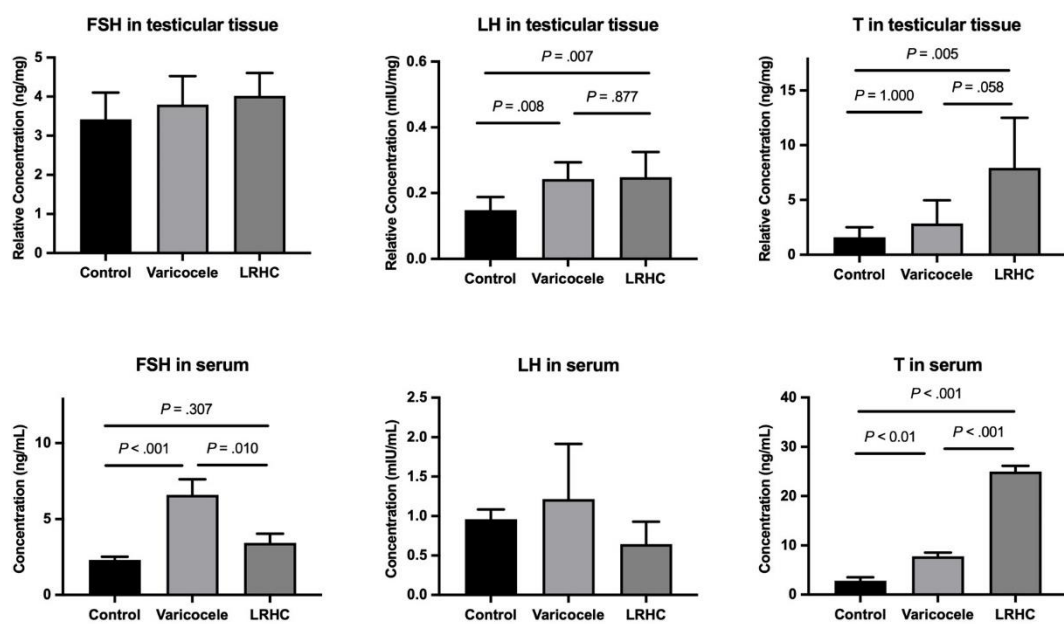 FSH in testicular tissue
Relative Concentration (ng/mg)
5
4
3
2
1
0
Control Varicocele LRHC
LH in testicular tissue
Relative Concentration (mIU/mg)
0.6
0.4
0.2
0.0
P = .007
P = .008
P = .877
Control Varicocele LRHC
T in testicular tissue
Relative Concentration (ng/mg)
15
10
5
0
P = .005
P = 1.000
P = .058
Control Varicocele LRHC
FSH in serum
Concentration (ng/mL)
10
5
0
P = .307
P < .001
P = .010
Control Varicocele LRHC
LH in serum
Concentration (mIU/mL)
2.5
2.0
1.5
1.0
0.5
0.0
Control Varicocele LRHC
T in serum
Concentration (ng/mL)
40
30
20
10
0
P < .001
P < 0.01
P < .001
Control Varicocele LRHC